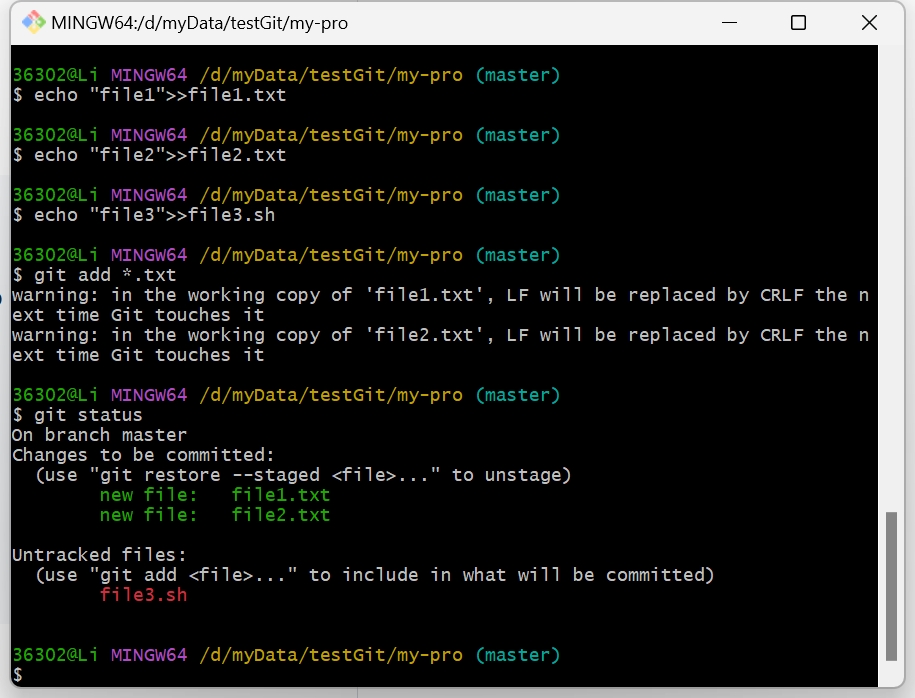 MINGW64:/d/myData/testGit/my-pro
36302@Li MINGW64 /d/myData/testGit/my-pro (master)
$ echo "file1">>file1.txt
36302@Li MINGW64 /d/myData/testGit/my-pro (master)
$ echo "file2">>file2.txt
36302@Li MINGW64 /d/myData/testGit/my-pro (master)
$ echo "file3">>file3.sh
36302@Li MINGW64 /d/myData/testGit/my-pro (master)
$ git add *.txt
warning: in the working copy of 'file1.txt', LF will be replaced by CRLF the n
ext time Git touches it
warning: in the working copy of 'file2.txt', LF will be replaced by CRLF the n
ext time Git touches it
36302@Li MINGW64 /d/myData/testGit/my-pro (master)
$ git status
On branch master
Changes to be committed:
  (use "git restore --staged <file>..." to unstage)
        new file:   file1.txt
        new file:   file2.txt
Untracked files:
  (use "git add <file>..." to include in what will be committed)
        file3.sh
36302@Li MINGW64 /d/myData/testGit/my-pro (master)
$